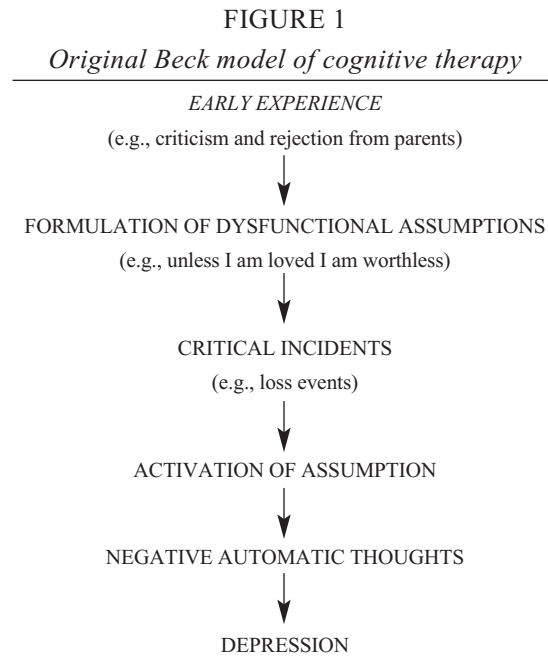 FIGURE 1
Original Beck model of cognitive therapy
EARLY EXPERIENCE
(e.g., criticism and rejection from parents)
FORMULATION OF DYSFUNCTIONAL ASSUMPTIONS
(e.g., unless I am loved I am worthless)
CRITICAL INCIDENTS
(e.g., loss events)
ACTIVATION OF ASSUMPTION
NEGATIVE AUTOMATIC THOUGHTS
DEPRESSION